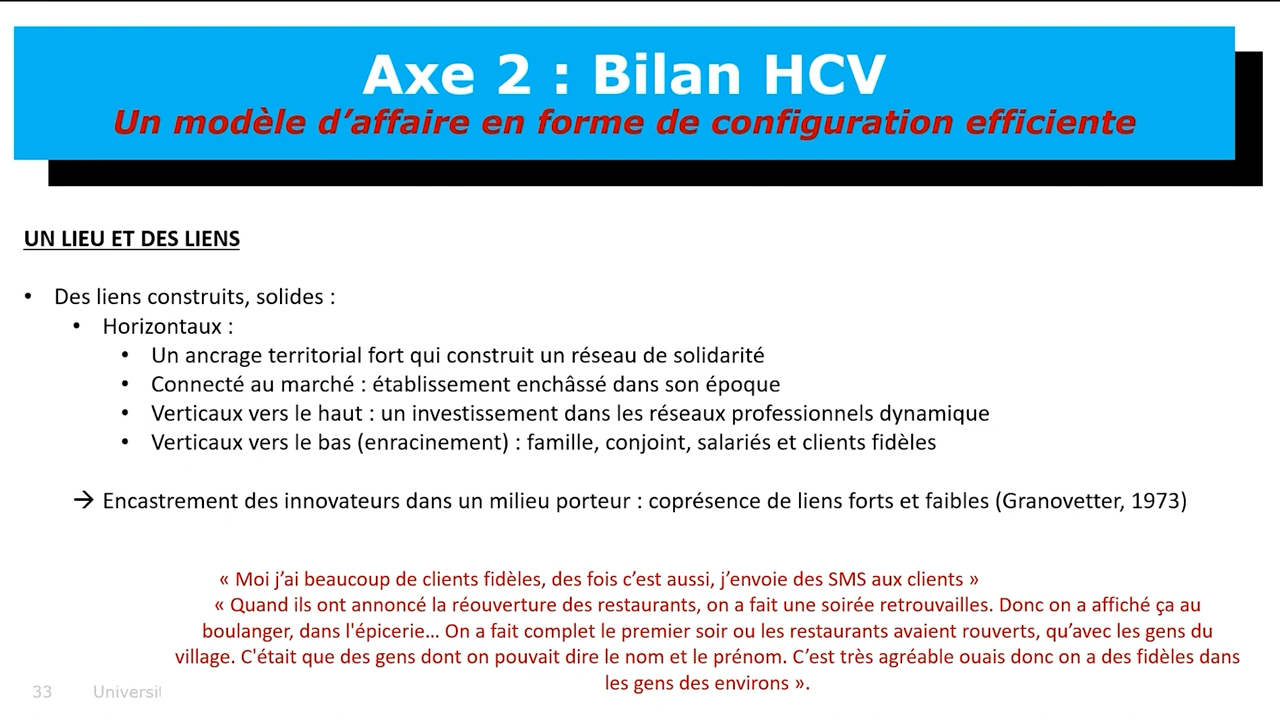 Axe 2 : Bilan HCV
Un modèle d’affaire en forme de configuration efficiente
UN LIEU ET DES LIENS
• Des liens construits, solides :
• Horizontaux :
• Un ancrage territorial fort qui construit un réseau de solidarité
• Connecté au marché : établissement enchâssé dans son époque
• Verticaux vers le haut : un investissement dans les réseaux professionnels dynamique
• Verticaux vers le bas (enracinement) : famille, conjoint, salariés et clients fidèles
→ Encastrement des innovateurs dans un milieu porteur : coprésence de liens forts et faibles (Granovetter, 1973)
« Moi j’ai beaucoup de clients fidèles, des fois c’est aussi, j’envoie des SMS aux clients »
« Quand ils ont annoncé la réouverture des restaurants, on a fait une soirée retrouvailles. Donc on a affiché ça au
boulanger, dans l'épicerie… On a fait complet le premier soir ou les restaurants avaient rouverts, qu’avec les gens du
village. C'était que des gens dont on pouvait dire le nom et le prénom. C’est très agréable ouais donc on a des fidèles dans
les gens des environs ».
33 Universit